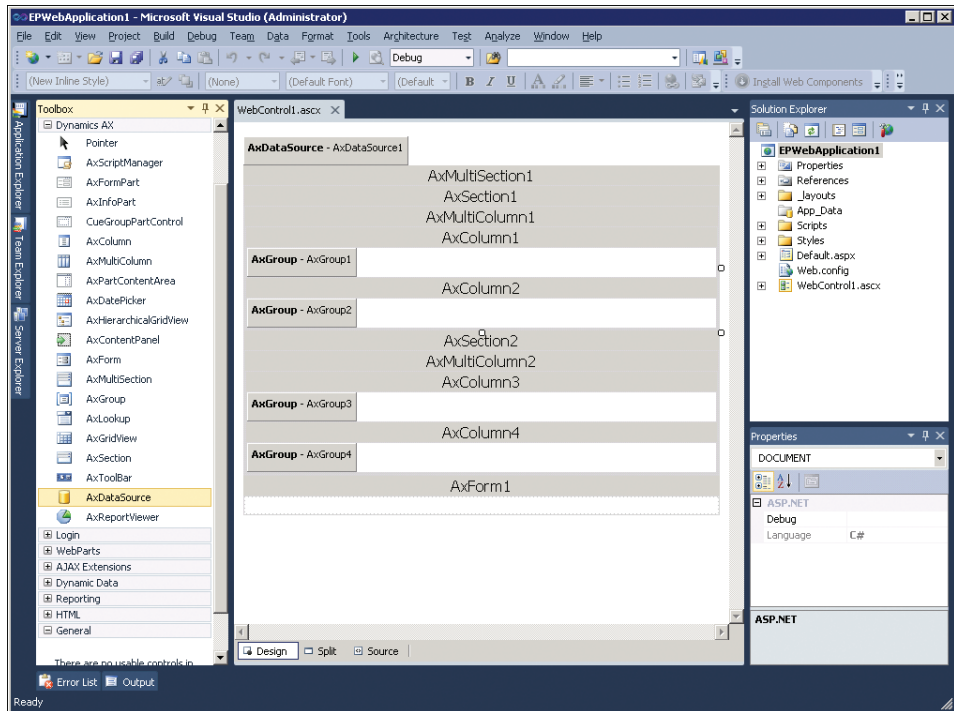 EPWebApplication1 - Microsoft Visual Studio (Administrator)
File Edit View Project Build Debug Team Data Format Tools Architecture Test Analyze Window Help
Debug
(New Inline Style) (None) (Default Font) (Default B I U A Install Web Components
Application Explorer
Team Explorer
Server Explorer
Toolbox
Dynamics AX
Pointer
AxScriptManager
AxFormPart
AxInfoPart
CueGroupPartControl
AxColumn
AxMultiColumn
AxPartContentArea
AxDatePicker
AxHierarchicalGridView
AxContentPanel
AxForm
AxMultiSection
AxGroup
AxLookup
AxGridView
AxSection
AxToolBar
AxDataSource
AxReportViewer
Login
WebParts
AJAX Extensions
Dynamic Data
Reporting
HTML
General
There are no usable controls in
WebControl1.ascx
AxDataSource - AxDataSource1
AxMultiSection1
AxSection1
AxMultiColumn1
AxColumn1
AxGroup - AxGroup1
AxColumn2
AxGroup - AxGroup2
AxSection2
AxMultiColumn2
AxColumn3
AxGroup - AxGroup3
AxColumn4
AxGroup - AxGroup4
AxForm1
Design Split Source
Solution Explorer
EPWebApplication1
Properties
References
_layouts
App_Data
Scripts
Styles
Default.aspx
Web.config
WebControl1.ascx
Properties
DOCUMENT
ASP.NET
Debug
Language C#
ASP.NET
Error List Output
Ready